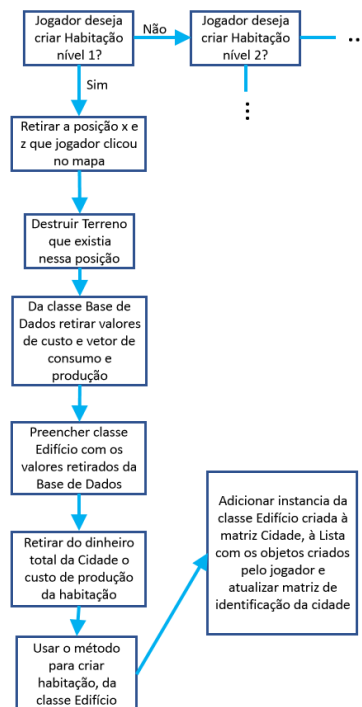 Jogador deseja
criar Habitação
nível 1?
Não
Jogador deseja
criar Habitação
nível 2?
...
Sim
...
Retirar a posição x e
z que jogador clicou
no mapa
Destruir Terreno
que existia
nessa posição
Da classe Base de
Dados retirar valores
de custo e vetor de
consumo e
produção
Preencher classe
Edifício com os
valores retirados da
Base de Dados
Retirar do dinheiro
total da Cidade o
custo de produção
da habitação
Usar o método
para criar
habitação, da
classe Edifício
Adicionar instancia da
classe Edifício criada à
matriz Cidade, à Lista
com os objetos criados
pelo jogador e
atualizar matriz de
identificação da cidade